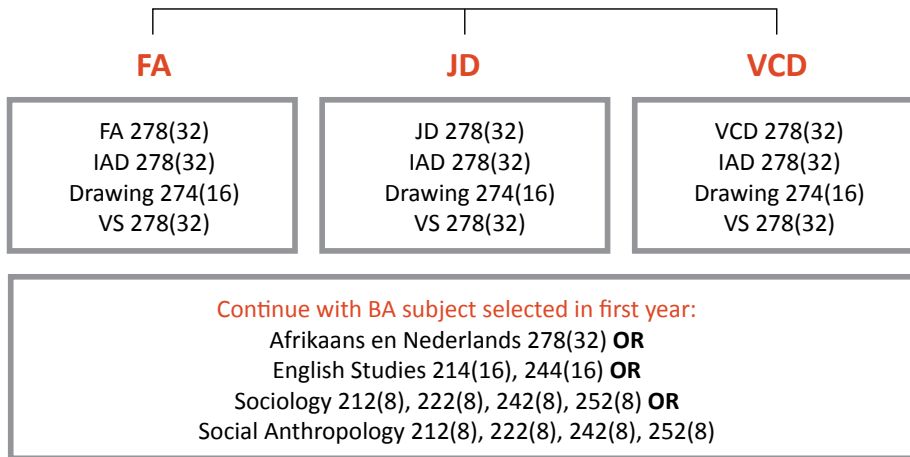 FA
JD
VCD
FA 278(32)
IAD 278(32)
Drawing 274(16)
VS 278(32)
JD 278(32)
IAD 278(32)
Drawing 274(16)
VS 278(32)
VCD 278(32)
IAD 278(32)
Drawing 274(16)
VS 278(32)
Continue with BA subject selected in first year:
Afrikaans en Nederlands 278(32) OR
English Studies 214(16), 244(16) OR
Sociology 212(8), 222(8), 242(8), 252(8) OR
Social Anthropology 212(8), 222(8), 242(8), 252(8)